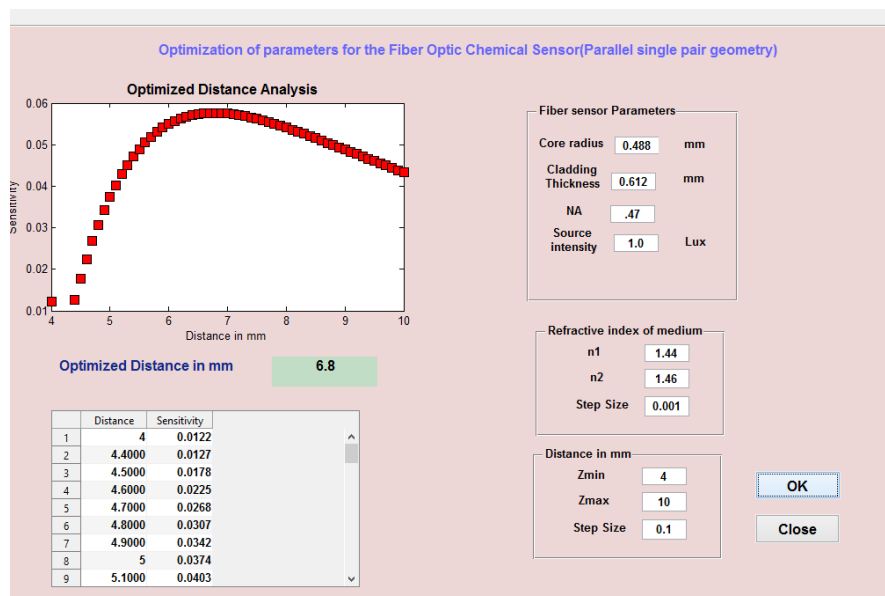 Optimization of parameters for the Fiber Optic Chemical Sensor(Parallel single pair geometry)
Optimized Distance Analysis
0.06
0.05
0.04
0.03
0.02
0.01
Sensitivity
4 5 6 7 8 9 10
Distance in mm
Optimized Distance in mm 6.8
Distance Sensitivity
1 4 0.0122
2 4.4000 0.0127
3 4.5000 0.0178
4 4.6000 0.0225
5 4.7000 0.0268
6 4.8000 0.0307
7 4.9000 0.0342
8 5 0.0374
9 5.1000 0.0403
Fiber sensor Parameters
Core radius 0.488 mm
Cladding
Thickness 0.612 mm
NA .47
Source
intensity 1.0 Lux
Refractive index of medium
n1 1.44
n2 1.46
Step Size 0.001
Distance in mm
Zmin 4
Zmax 10
Step Size 0.1
OK
Close